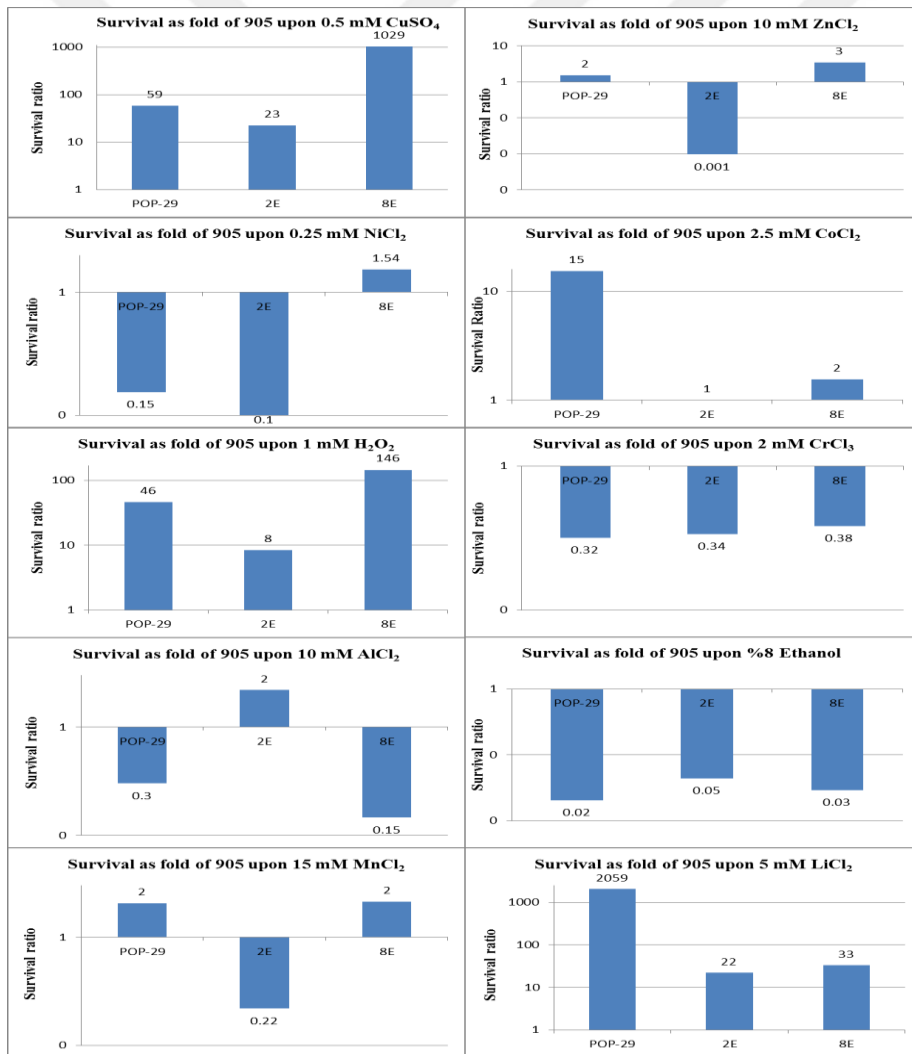 Survival as fold of 905 upon 0.5 mM CuSO₄
Survival ratio
1000
100
10
1
59
23
1029
POP-29
2E
8E
Survival as fold of 905 upon 10 mM ZnCl₂
Survival ratio
10
1
0
0
0
2
3
POP-29
2E
8E
0.001
Survival as fold of 905 upon 0.25 mM NiCl₂
Survival ratio
1
0
1.54
POP-29
2E
8E
0.15
0.1
Survival as fold of 905 upon 2.5 mM CoCl₂
Survival Ratio
10
1
15
1
2
POP-29
2E
8E
Survival as fold of 905 upon 1 mM H₂O₂
Survival ratio
100
10
1
46
8
146
POP-29
2E
8E
Survival as fold of 905 upon 2 mM CrCl₃
Survival ratio
1
0
POP-29
2E
8E
0.32
0.34
0.38
Survival as fold of 905 upon 10 mM AlCl₂
Survival ratio
1
0
2
POP-29
2E
8E
0.3
0.15
Survival as fold of 905 upon %8 Ethanol
Survival ratio
1
0
0
POP-29
2E
8E
0.02
0.05
0.03
Survival as fold of 905 upon 15 mM MnCl₂
Survival ratio
1
0
2
2
POP-29
2E
8E
0.22
Survival as fold of 905 upon 5 mM LiCl₂
Survival ratio
1000
100
10
1
2059
22
33
POP-29
2E
8E